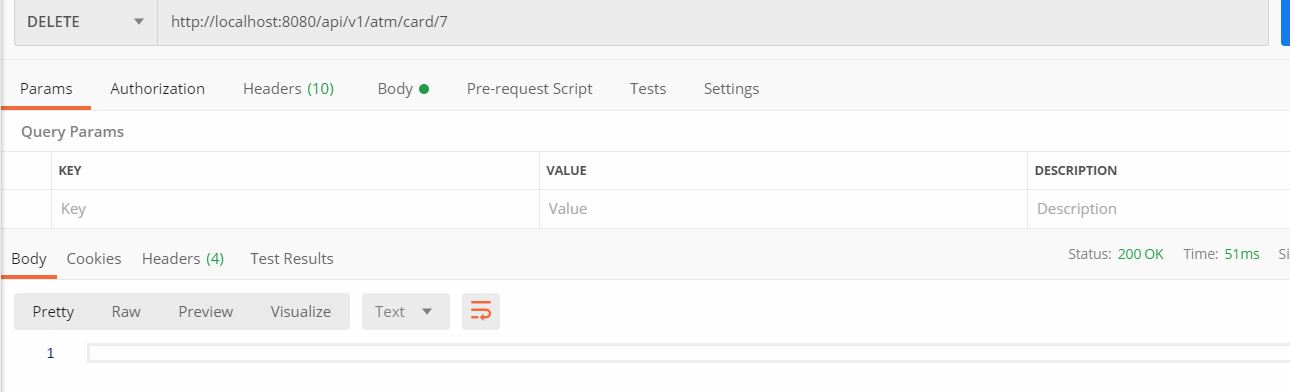 DELETE http://localhost:8080/api/v1/atm/card/7
Params Authorization Headers (10) Body Pre-request Script Tests Settings
Query Params
KEY VALUE DESCRIPTION
Key Value Description
Body Cookies Headers (4) Test Results Status: 200 OK Time: 51ms Si
Pretty Raw Preview Visualize Text
1